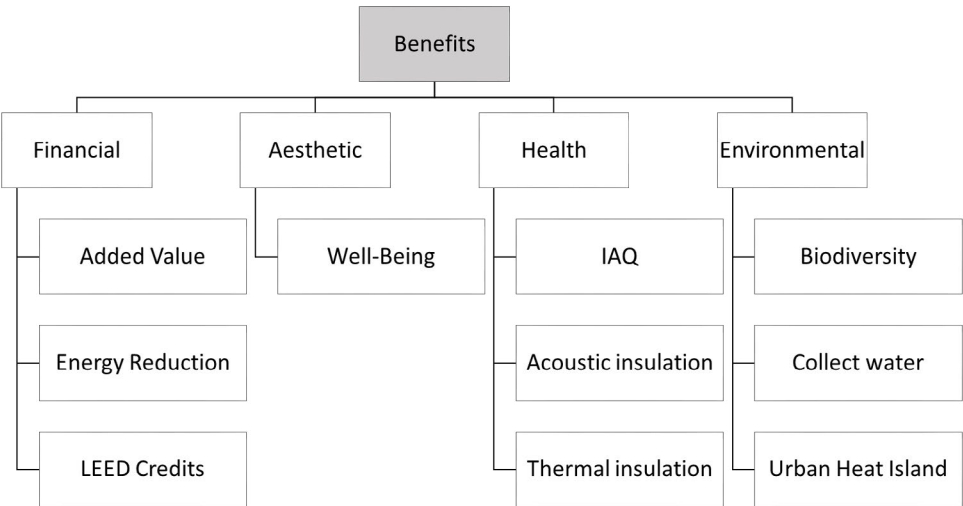 Benefits
Financial
Aesthetic
Health
Environmental
Added Value
Well-Being
IAQ
Biodiversity
Energy Reduction
Acoustic insulation
Collect water
LEED Credits
Thermal insulation
Urban Heat Island